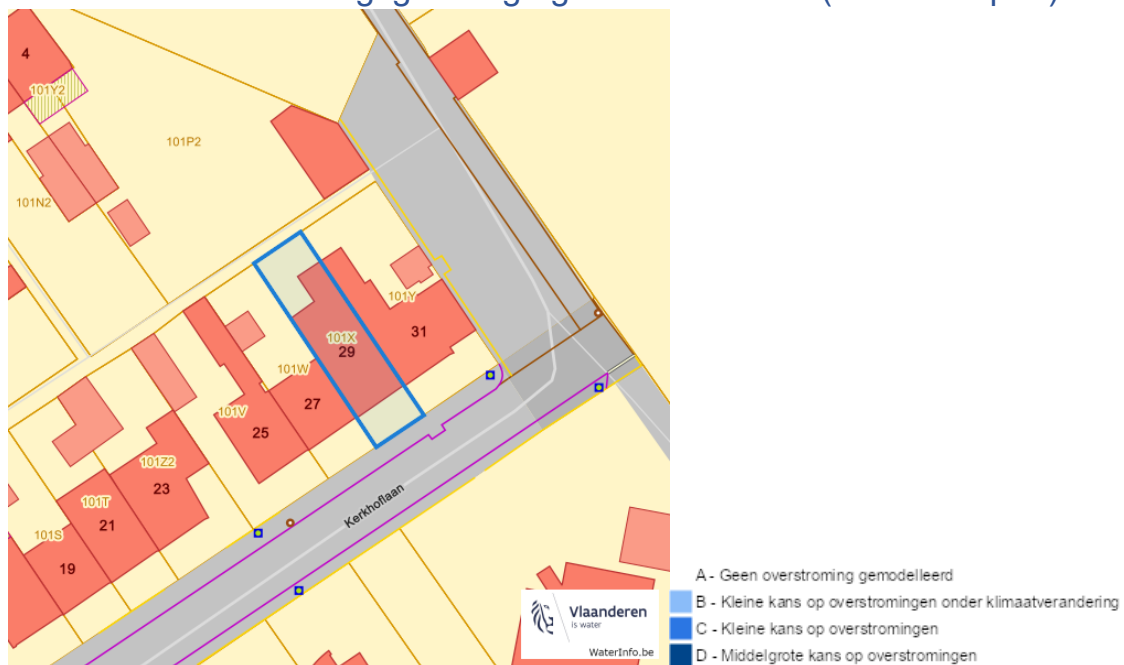 4
101Y2
101P2
101N2
101Y
31
101X
29
101W
27
101V
25
101Z2
23
101T
21
101S
19
Kerkhoflaan
Vlaanderen
is water
WaterInfo.be
A - Geen overstroming gemodelleerd
B - Kleine kans op overstromingen onder klimaatverandering
C - Kleine kans op overstromingen
D - Middelgrote kans op overstromingen